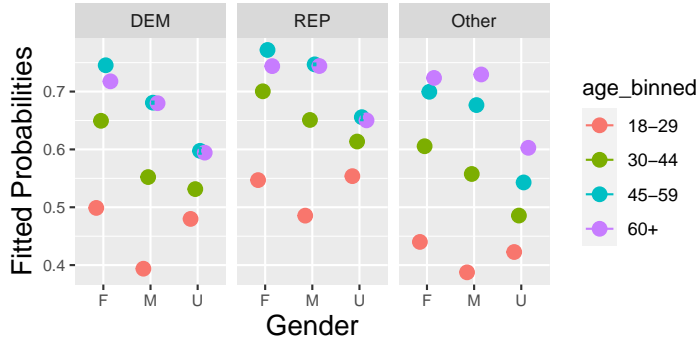 DEM REP Other
Fitted Probabilities
0.7
0.6
0.5
0.4
F M U F M U F M U
Gender
age_binned
18–29
30–44
45–59
60+